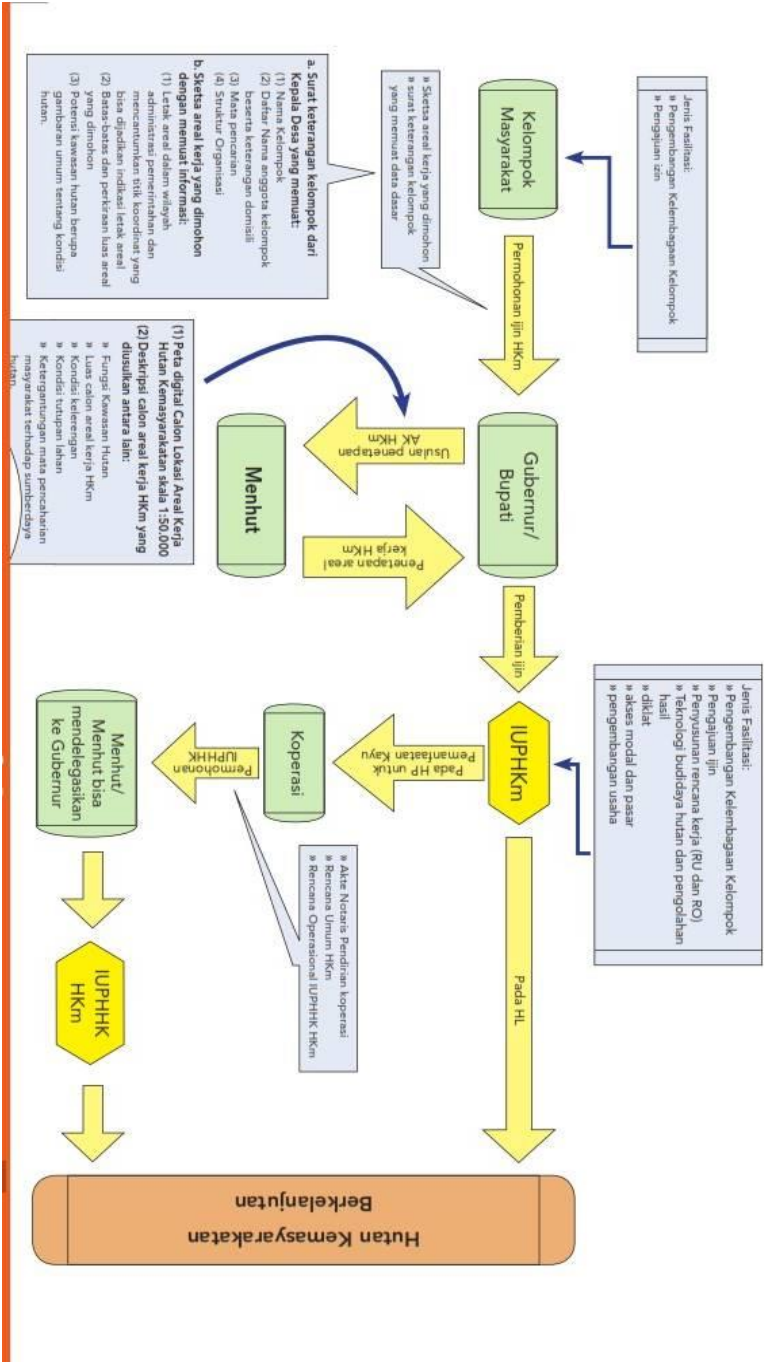 Jenis Fasilitasi:
» Pengembangan Kelembagaan Kelompok
» Pengajuan izin
Kelompok
Masyarakat
Permohonan ijin HKm
» Sketsa areal kerja yang dimohon
» surat keterangan kelompok
yang memuat data dasar
a. Surat keterangan kelompok dari
Kepala Desa yang memuat:
(1) Nama Kelompok
(2) Daftar Nama anggota kelompok
beserta keterangan domisili
(3) Mata pencarian
(4) Struktur Organisasi
b. Sketsa areal kerja yang dimohon
dengan memuat informasi:
(1) Letak areal dalam wilayah
administrasi pemerintahan dan
mencantumkan titik koordinat yang
bisa dijadikan indikasi letak areal
(2) Batas-batas dan perkiraan luas areal
yang dimohon
(3) Potensi kawasan hutan berupa
gambaran umum tentang kondisi
hutan.
Gubernur/
Bupati
Usulan penetapan
AK HKm
Penetapan areal
kerja HKm
Menhut
(1) Peta digital Calon Lokasi Areal Kerja
Hutan Kemasyarakatan skala 1:50.000
(2) Deskripsi calon areal kerja HKm yang
diusulkan antara lain:
» Fungsi Kawasan Hutan
» Luas calon areal kerja HKm
» Kondisi kelerengan
» Kondisi tutupan lahan
» Ketergantungan mata pencaharian
masyarakat terhadap sumberdaya
hutan.
Pemberian ijin
Jenis Fasilitasi:
» Pengembangan Kelembagaan Kelompok
» Pengajuan ijin
» Penyusunan rencana kerja (RU dan RO)
» Teknologi budidaya hutan dan pengolahan
hasil
» diklat
» akses modal dan pasar
» pengembangan usaha
IUPHKm
Pada HL
Pada HP untuk
Pemanfaatan Kayu
Koperasi
Permohonan
IUPHHK
» Akte Notaris Pendirian koperasi
» Rencana Umum HKm
» Rencana Operasional IUPHHK HKm
Menhut/
Menhut bisa
mendelegasikan
ke Gubernur
IUPHHK
HKm
Hutan Kemasyarakatan
Berkelanjutan